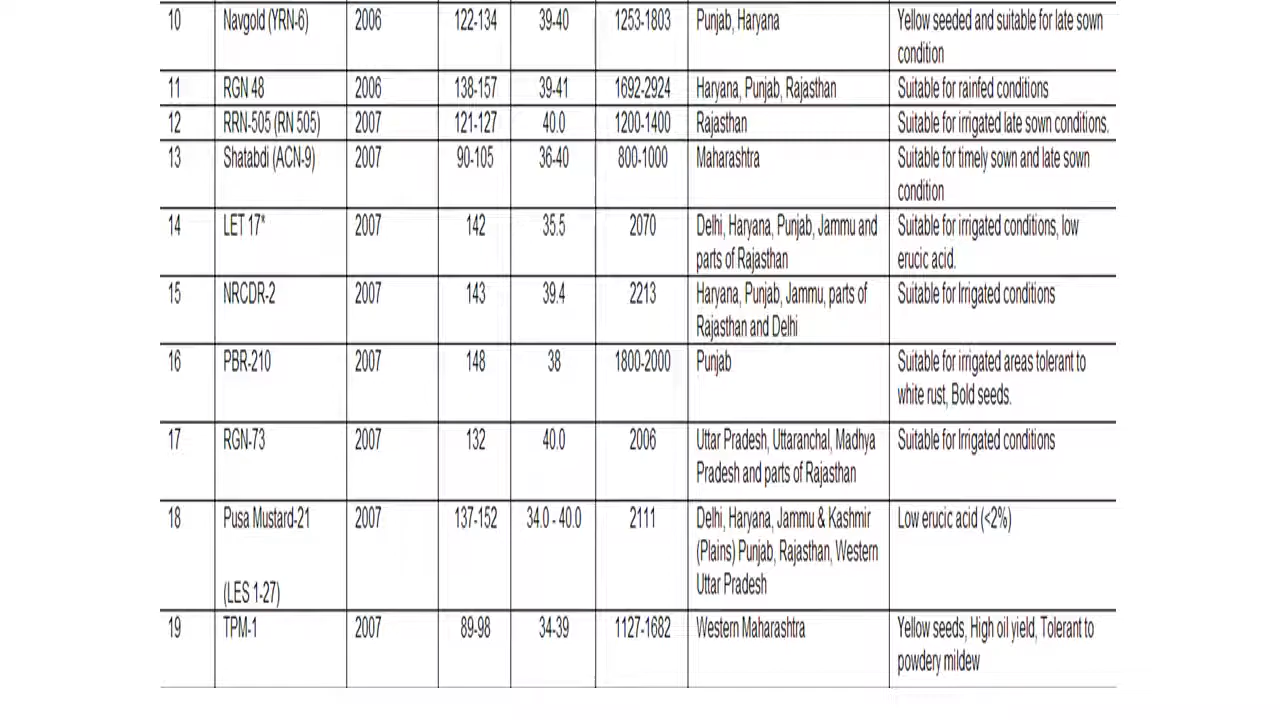 10 Navgold (YRN-6) 2006 122-134 39-40 1253-1803 Punjab, Haryana Yellow seeded and suitable for late sown
condition
11 RGN 48 2006 138-157 39-41 1692-2924 Haryana, Punjab, Rajasthan Suitable for rainfed conditions
12 RRN-505 (RN 505) 2007 121-127 40.0 1200-1400 Rajasthan Suitable for irrigated late sown conditions.
13 Shatabdi (ACN-9) 2007 90-105 36-40 800-1000 Maharashtra Suitable for timely sown and late sown
condition
14 LET 17* 2007 142 35.5 2070 Delhi, Haryana, Punjab, Jammu and Suitable for irrigated conditions, low
parts of Rajasthan erucic acid.
15 NRCDR-2 2007 143 39.4 2213 Haryana, Punjab, Jammu, parts of Suitable for Irrigated conditions
Rajasthan and Delhi
16 PBR-210 2007 148 38 1800-2000 Punjab Suitable for irrigated areas tolerant to
white rust, Bold seeds.
17 RGN-73 2007 132 40.0 2006 Uttar Pradesh, Uttaranchal, Madhya Suitable for Irrigated conditions
Pradesh and parts of Rajasthan
18 Pusa Mustard-21 2007 137-152 34.0 - 40.0 2111 Delhi, Haryana, Jammu & Kashmir Low erucic acid (<2%)
(Plains) Punjab, Rajasthan, Western
Uttar Pradesh
(LES 1-27)
19 TPM-1 2007 89-98 34-39 1127-1682 Western Maharashtra Yellow seeds, High oil yield, Tolerant to
powdery mildew